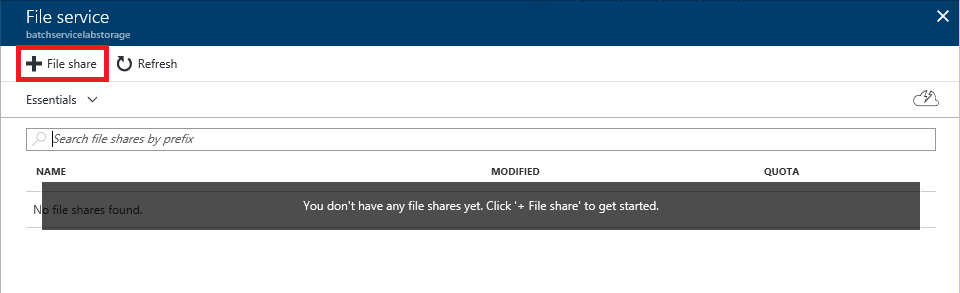 File service
batchservicelabstorage
File share Refresh
Essentials
Search file shares by prefix
NAME MODIFIED QUOTA
No file shares found.
You don't have any file shares yet. Click '+ File share' to get started.